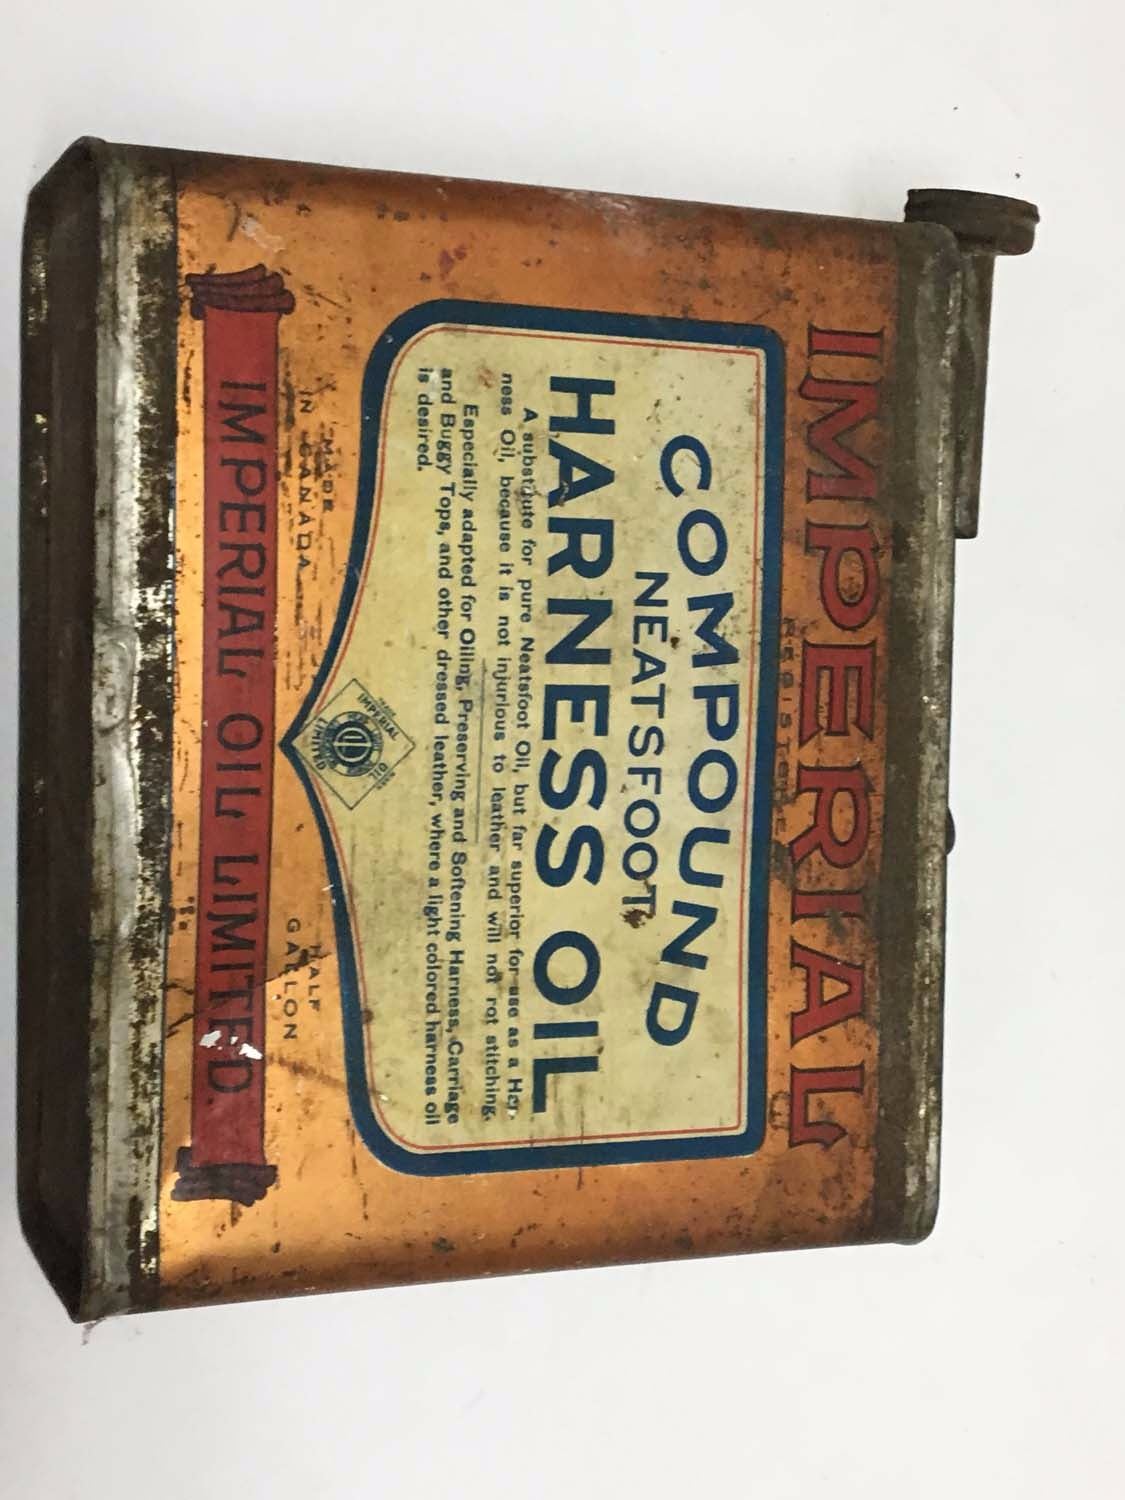 IMPERIAL
REGISTERED
COMPOUND
NEATSFOOT
HARNESS OIL
A substitute for pure Neatsfoot Oil, but far superior for use as a Har-
ness Oil, because it is not injurious to leather and will not rot stitching.
Especially adapted for Oiling, Preserving and Softening Harness, Carriage
and Buggy Tops, and other dressed leather, where a light colored harness oil
is desired.
IMPERIAL OIL
LIMITED
MADE
IN CANADA
HALF
GALLON
IMPERIAL OIL LIMITED